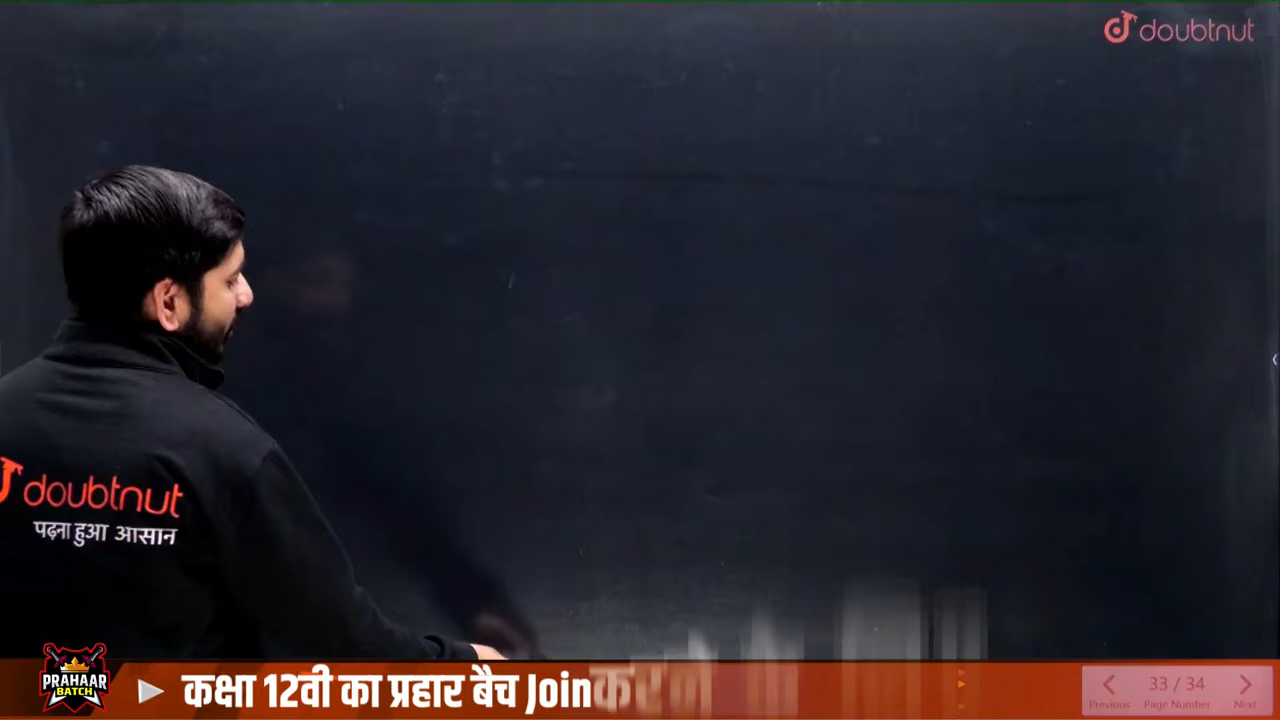 doubtnut
doubtnut
पढ़ना हुआ आसान
PRAHAAR
BATCH
कक्षा 12वी का प्रहार बैच Join
33 / 34
Previous
Page Number
Next